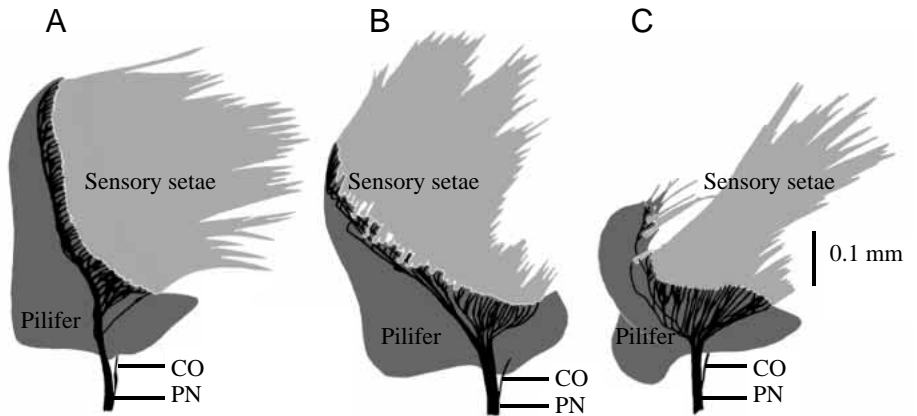 A
B
C
Sensory setae
Sensory setae
Sensory setae
0.1 mm
Pilifer
Pilifer
Pilifer
CO
CO
CO
PN
PN
PN